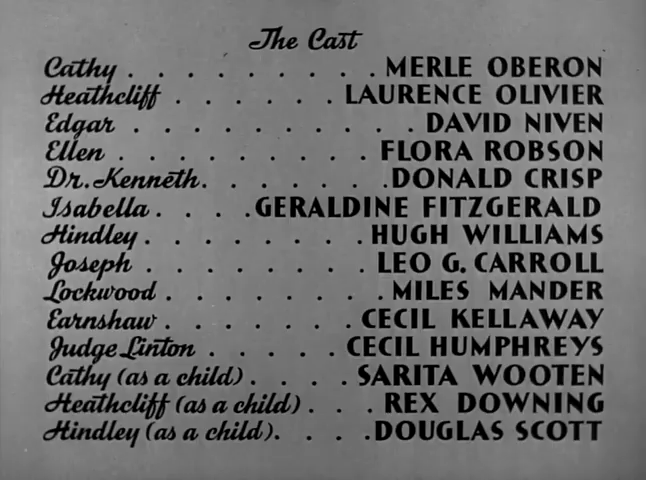 The Cast
Cathy . . . . . . . . . . MERLE OBERON
Heathcliff . . . . . . LAURENCE OLIVIER
Edgar . . . . . . . . . . . DAVID NIVEN
Ellen . . . . . . . . . . FLORA ROBSON
Dr. Kenneth. . . . . . . .DONALD CRISP
Isabella . . . .GERALDINE FITZGERALD
Hindley . . . . . . . . . HUGH WILLIAMS
Joseph . . . . . . . . . LEO G. CARROLL
Lockwood . . . . . . . . MILES MANDER
Earnshaw . . . . . . . CECIL KELLAWAY
Judge Linton . . . . . CECIL HUMPHREYS
Cathy (as a child) . . . . SARITA WOOTEN
Heathcliff (as a child) . . . REX DOWNING
Hindley (as a child). . . . .DOUGLAS SCOTT